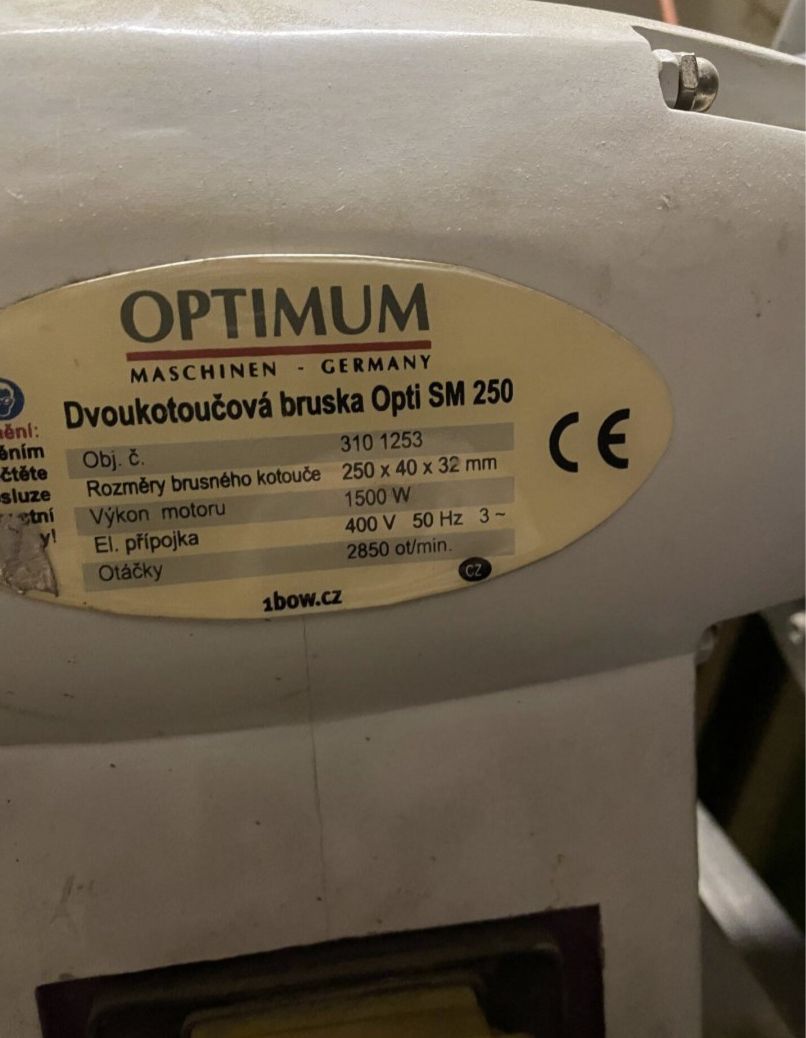 OPTIMUM
MASCHINEN - GERMANY
Dvoukotoučová bruska Opti SM 250
Obj. č. 310 1253
Rozměry brusného kotouče 250 x 40 x 32 mm
Výkon motoru 1500 W
El. přípojka 400 V 50 Hz 3 ~
Otáčky 2850 ot/min.
CZ
1bow.cz
CE